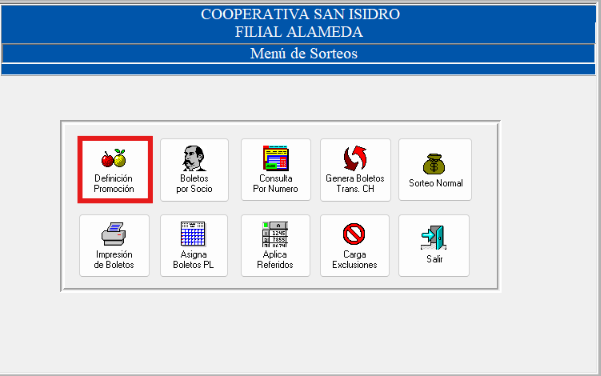 COOPERATIVA SAN ISIDRO
FILIAL ALAMEDA
Menú de Sorteos
Definición
Promoción
Boletos
por Socio
Consulta
Por Numero
Genera Boletos
Trans. CH
Sorteo Normal
Impresión
de Boletos
Asigna
Boletos PL
Aplica
Referidos
Carga
Exclusiones
Salir